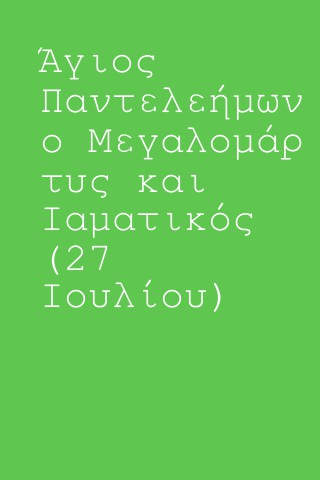 Άγιος
Παντελεήμων
ο Μεγαλομάρ
τυς και
Ιαματικός
(27
Ιουλίου)